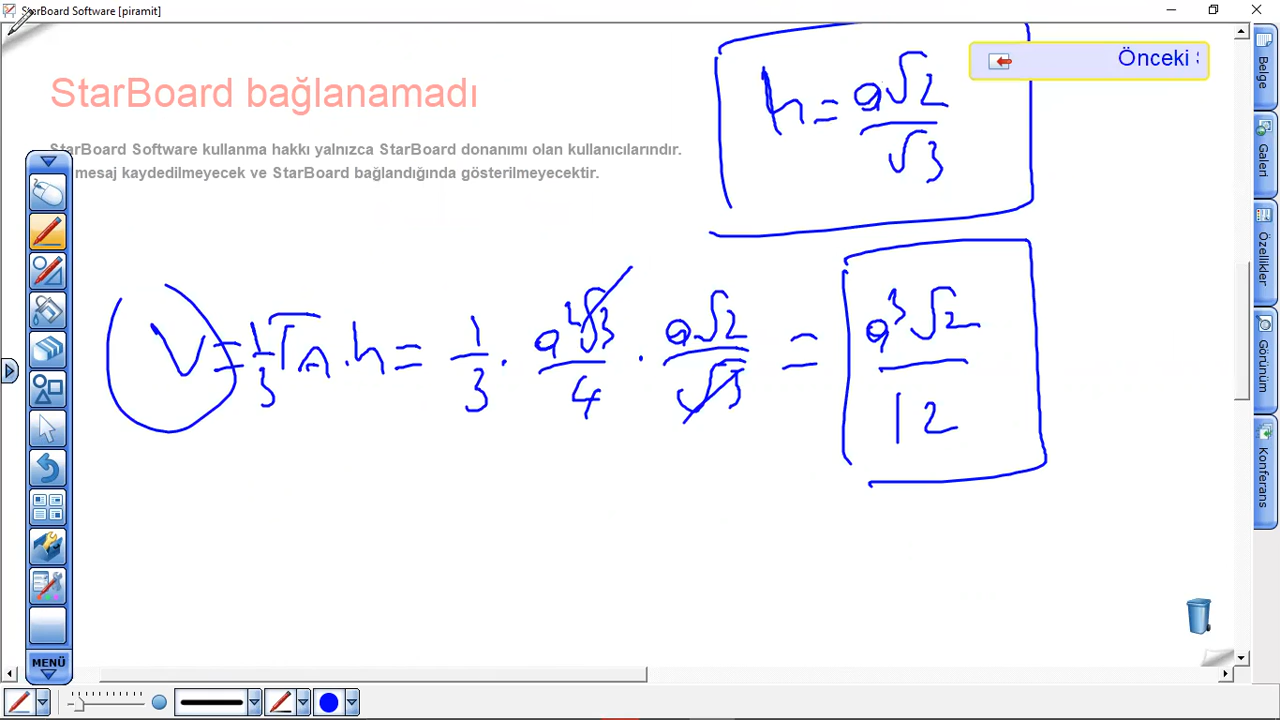 StarBoard Software [piramit]
StarBoard bağlanamadı
StarBoard Software kullanma hakkı yalnızca StarBoard donanımı olan kullanıcılarındır.
mesaj kaydedilmeyecek ve StarBoard bağlandığında gösterilmeyecektir.
Önceki
h = a√2/√3
V = 1/3 TA . h = 1/3 . a²√3/4 . a√2/√3 = a³√2/12
Belge
Galeri
Özellikler
Görünüm
Konferans
MENÜ